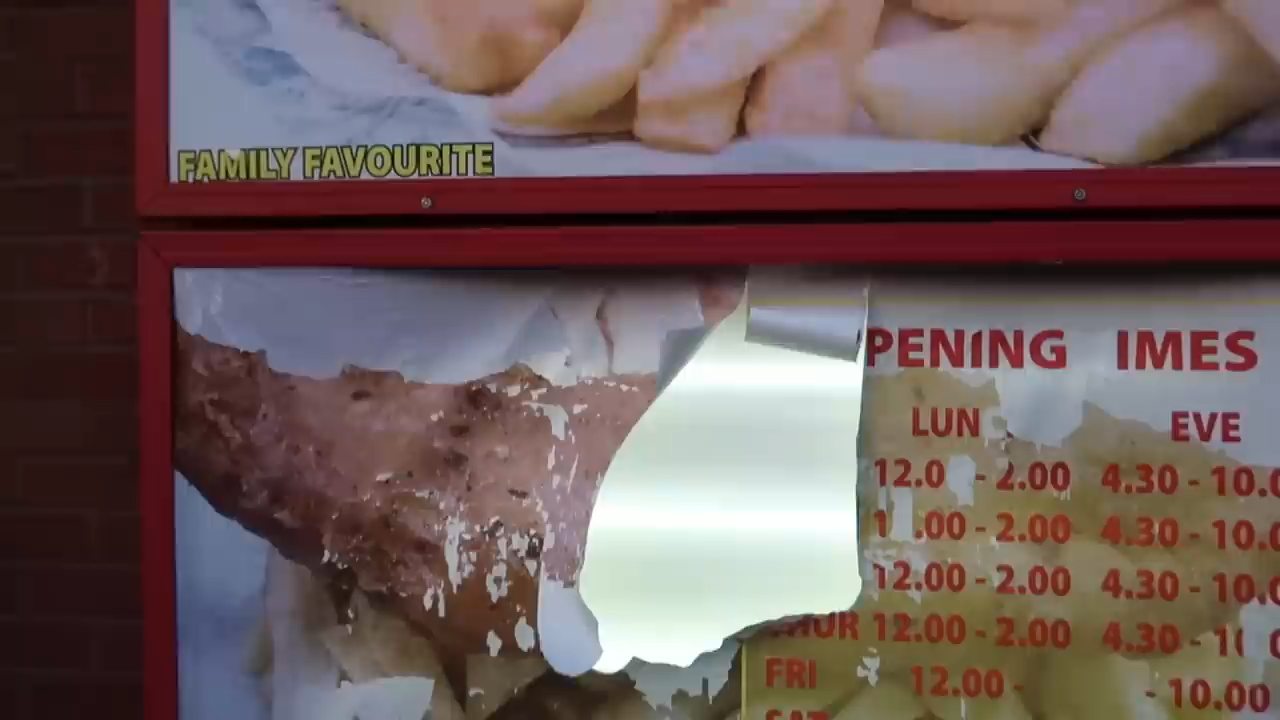 FAMILY FAVOURITE
PENING IMES
LUN EVE
12.0 - 2.00 4.30 - 10.0
1 .00 - 2.00 4.30 - 10.0
12.00 - 2.00 4.30 - 10.0
THUR 12.00 - 2.00 4.30 - 1
FRI 12.00 - - 10.00
SAT